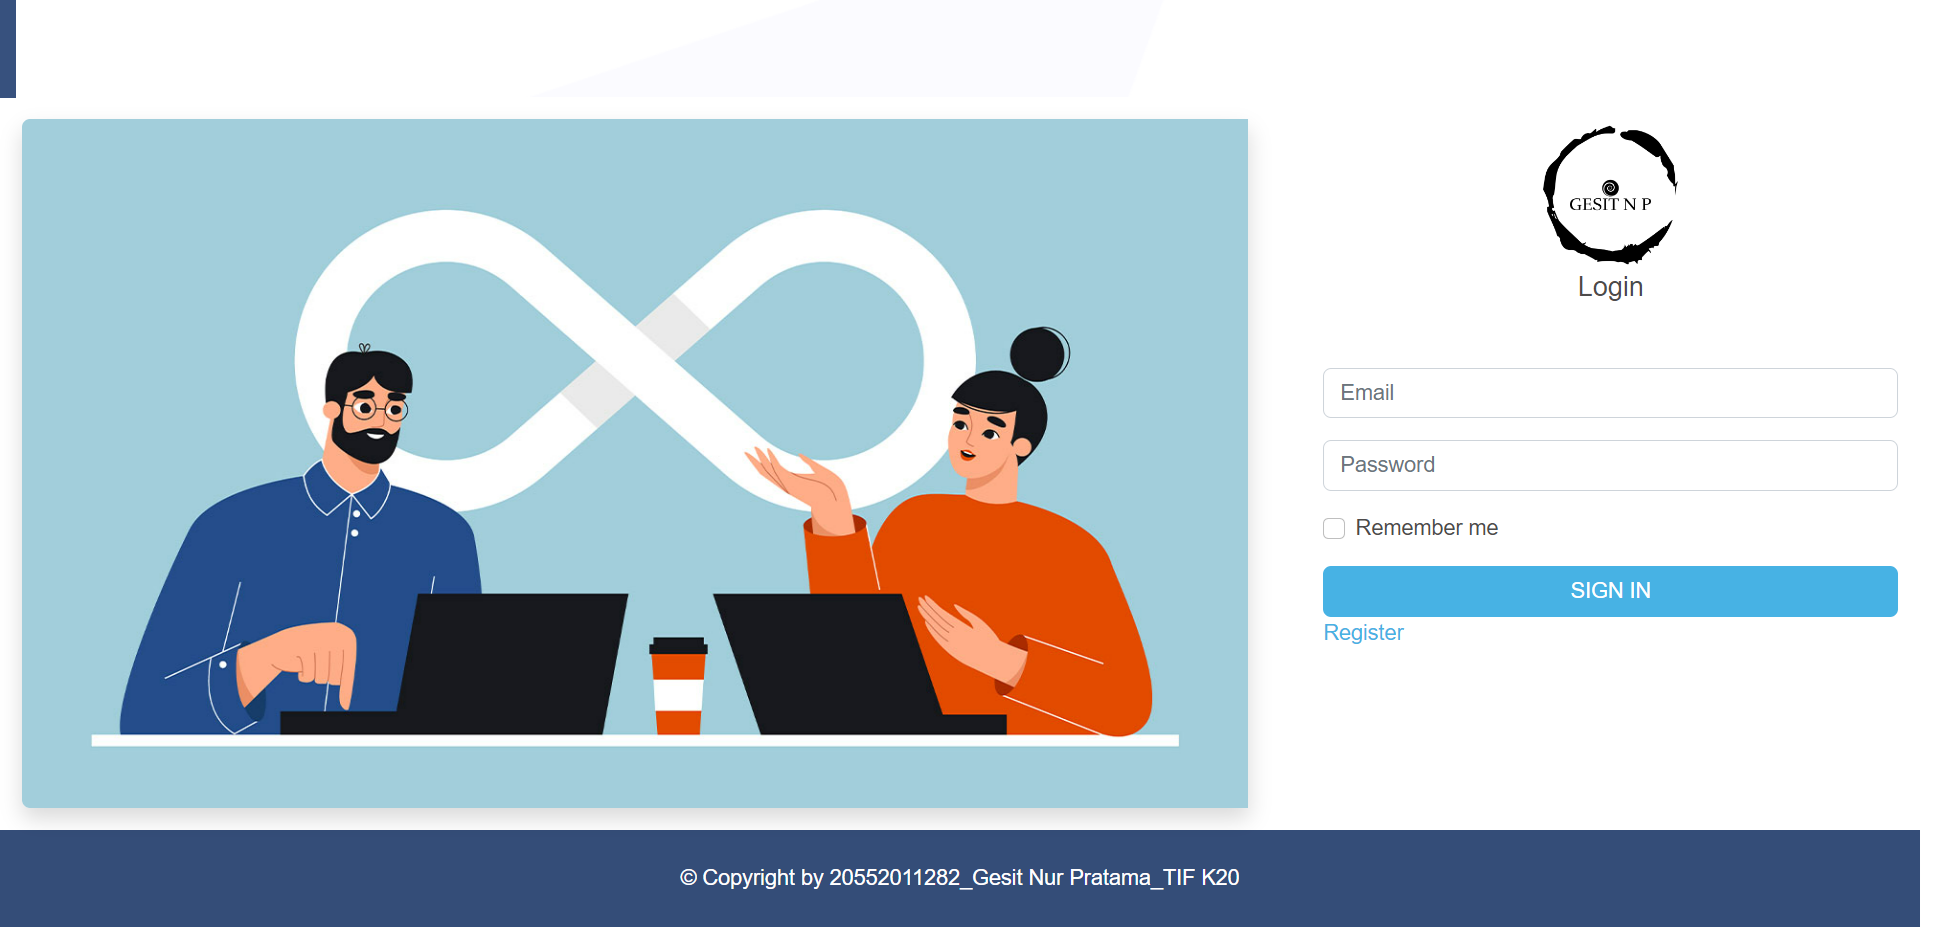 GESIT N P
Login
Email
Password
Remember me
SIGN IN
Register
© Copyright by 20552011282_Gesit Nur Pratama_TIF K20